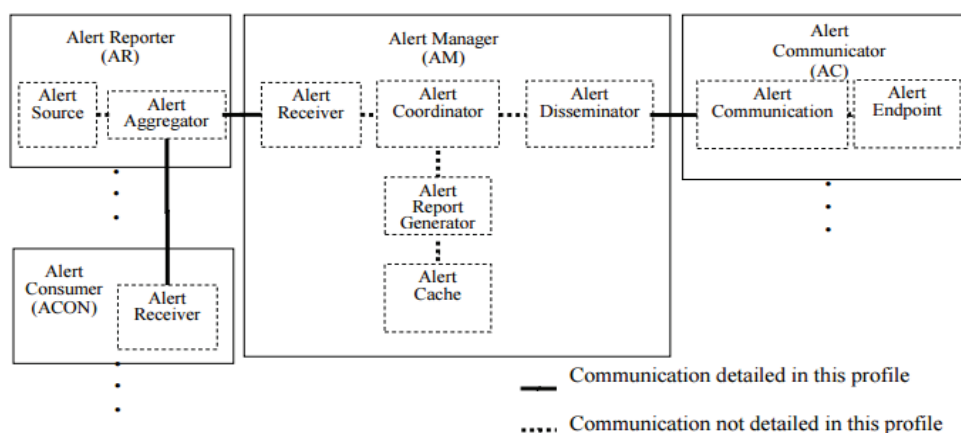 Alert Reporter
(AR)
Alert
Source
Alert
Aggregator
Alert Manager
(AM)
Alert
Receiver
Alert
Coordinator
Alert
Disseminator
Alert
Report
Generator
Alert
Cache
Alert
Communicator
(AC)
Alert
Communication
Alert
Endpoint
Alert
Consumer
(ACON)
Alert
Receiver
Communication detailed in this profile
Communication not detailed in this profile